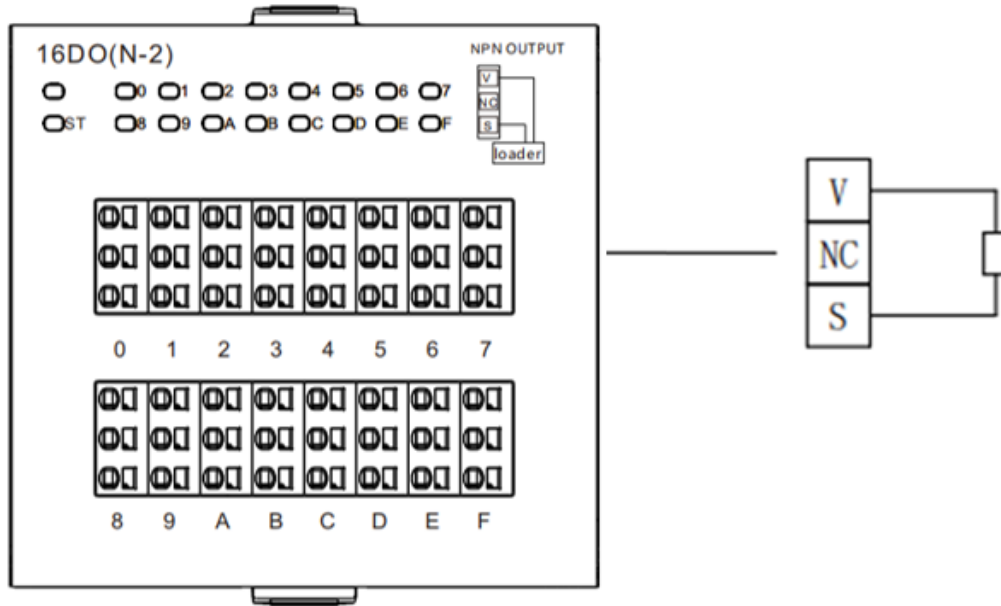 16DO(N-2)
NPN OUTPUT
0 1 2 3 4 5 6 7
ST 8 9 A B C D E F
V
NC
S
loader
0 1 2 3 4 5 6 7
8 9 A B C D E F
V
NC
S